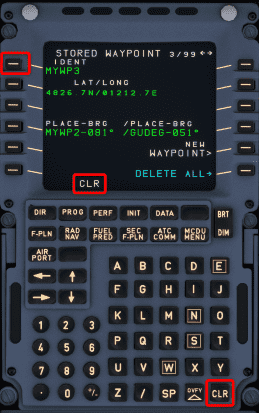 STORED WAYPOINT 3/99 ↔
IDENT
MYWP3
LAT/LONG
4826.7N/01212.7E
PLACE-BRG /PLACE-BRG
MYWP2-081° /GUDEG-051°
NEW
WAYPOINT>
DELETE ALL→
CLR
DIR PROG PERF INIT DATA
F-PLN RAD NAV FUEL PRED SEC F-PLN ATC COMM MCDU MENU
BRT
DIM
AIR PORT
← ↑
→ ↓
A B C D E
F G H I J
K L M N O
P Q R S T
U V W X Y
Z / SP OVFY CLR
1 2 3
4 5 6
7 8 9
. 0 +/-